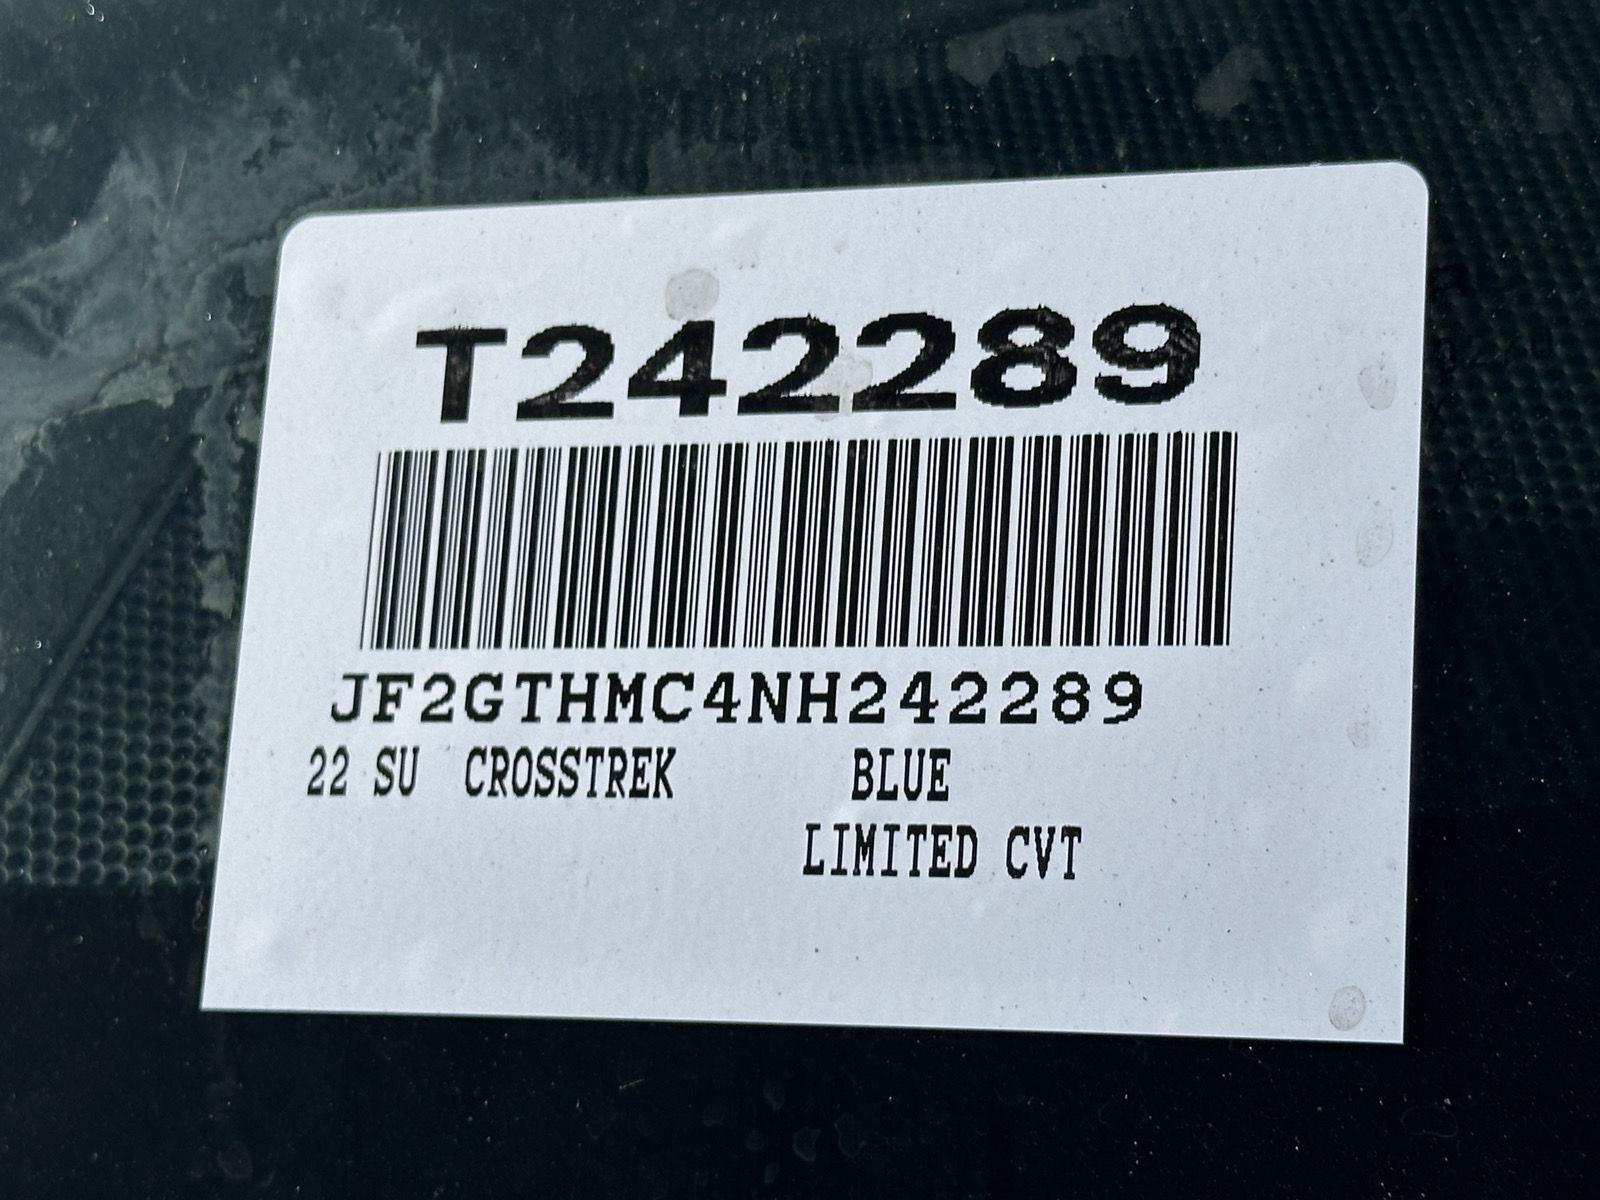 T242289
JF2GTHMC4NH242289
22 SU CROSSTREK BLUE
LIMITED CVT